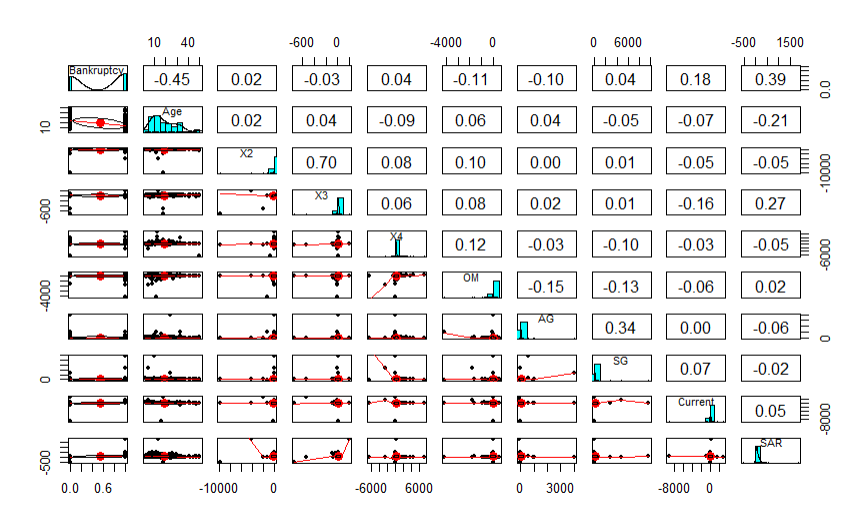 10 40 -600 0 -4000 0 0 6000 -500 1500
Bankruptcy -0.45 0.02 -0.03 0.04 -0.11 -0.10 0.04 0.18 0.39 0.0
10 Age 0.02 0.04 -0.09 0.06 0.04 -0.05 -0.07 -0.21
X2 0.70 0.08 0.10 0.00 0.01 -0.05 -0.05 -10000
-600 X3 0.06 0.08 0.02 0.01 -0.16 0.27
X4 0.12 -0.03 -0.10 -0.03 -0.05 -6000
-4000 OM -0.15 -0.13 -0.06 0.02
AG 0.34 0.00 -0.06 0
0 SG 0.07 -0.02
Current 0.05 -8000
-500 SAR
0.0 0.6 -10000 0 -6000 6000 0 3000 -8000 0